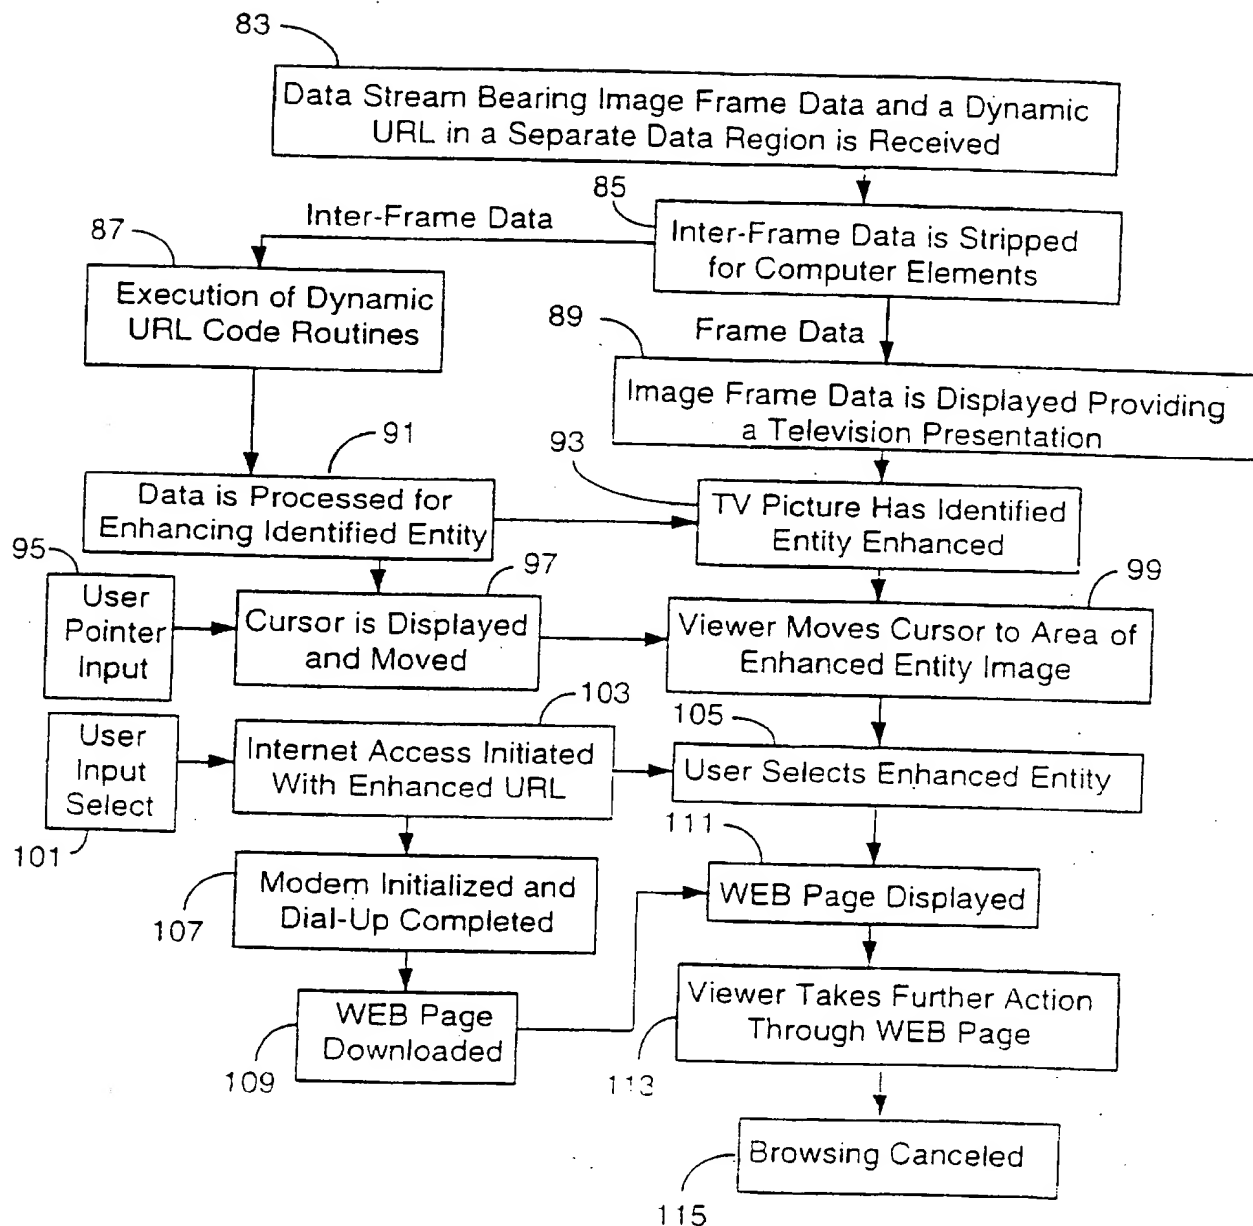 83
Data Stream Bearing Image Frame Data and a Dynamic
URL in a Separate Data Region is Received
85
Inter-Frame Data
87
Inter-Frame Data is Stripped
for Computer Elements
Execution of Dynamic
URL Code Routines
89
Frame Data
Image Frame Data is Displayed Providing
a Television Presentation
91
93
Data is Processed for
Enhancing Identified Entity
TV Picture Has Identified
Entity Enhanced
95
97
99
User
Pointer
Input
Cursor is Displayed
and Moved
Viewer Moves Cursor to Area of
Enhanced Entity Image
103
105
User
Input
Select
Internet Access Initiated
With Enhanced URL
User Selects Enhanced Entity
101
111
107
Modem Initialized and
Dial-Up Completed
WEB Page Displayed
WEB Page
Downloaded
Viewer Takes Further Action
Through WEB Page
109
113
Browsing Canceled
115